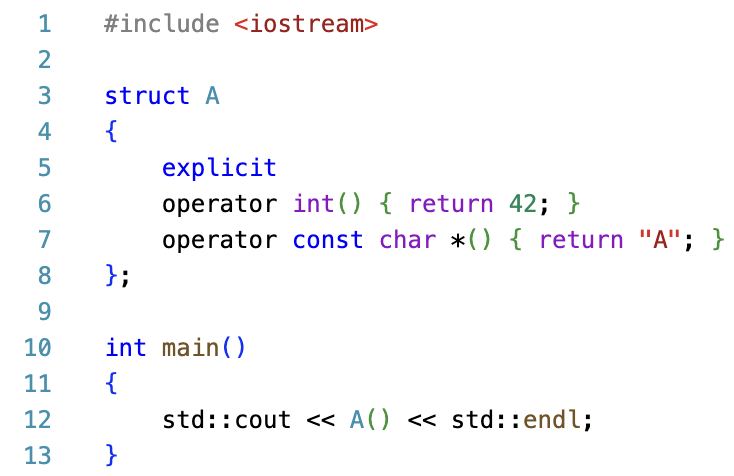 1 #include <iostream>
2
3 struct A
4 {
5     explicit
6     operator int() { return 42; }
7     operator const char *() { return "A"; }
8 };
9
10 int main()
11 {
12     std::cout << A() << std::endl;
13 }